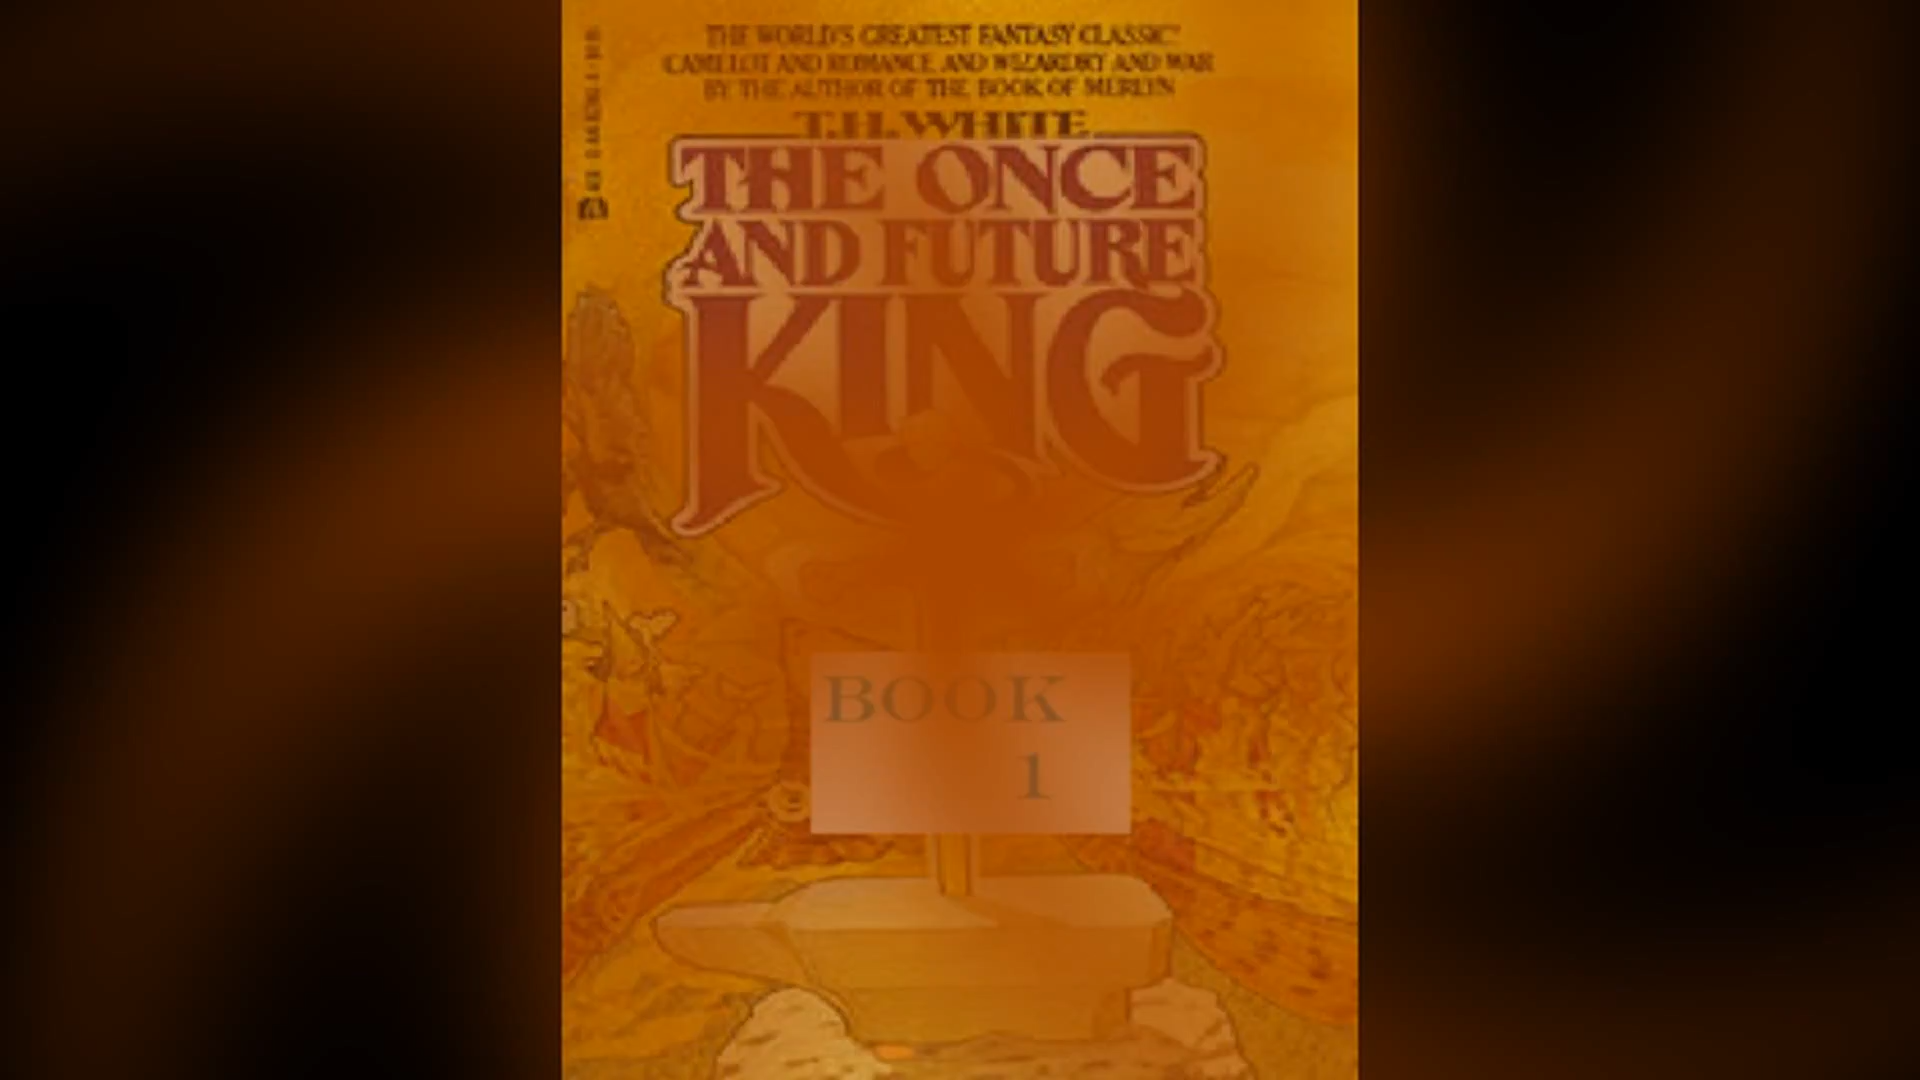 THE WORLD'S GREATEST FANTASY CLASSIC!
CAMELOT AND ROMANCE AND WIZARDRY AND WAR
BY THE AUTHOR OF THE BOOK OF MERLYN
T.H. WHITE
THE ONCE
AND FUTURE
KING
BOOK
1